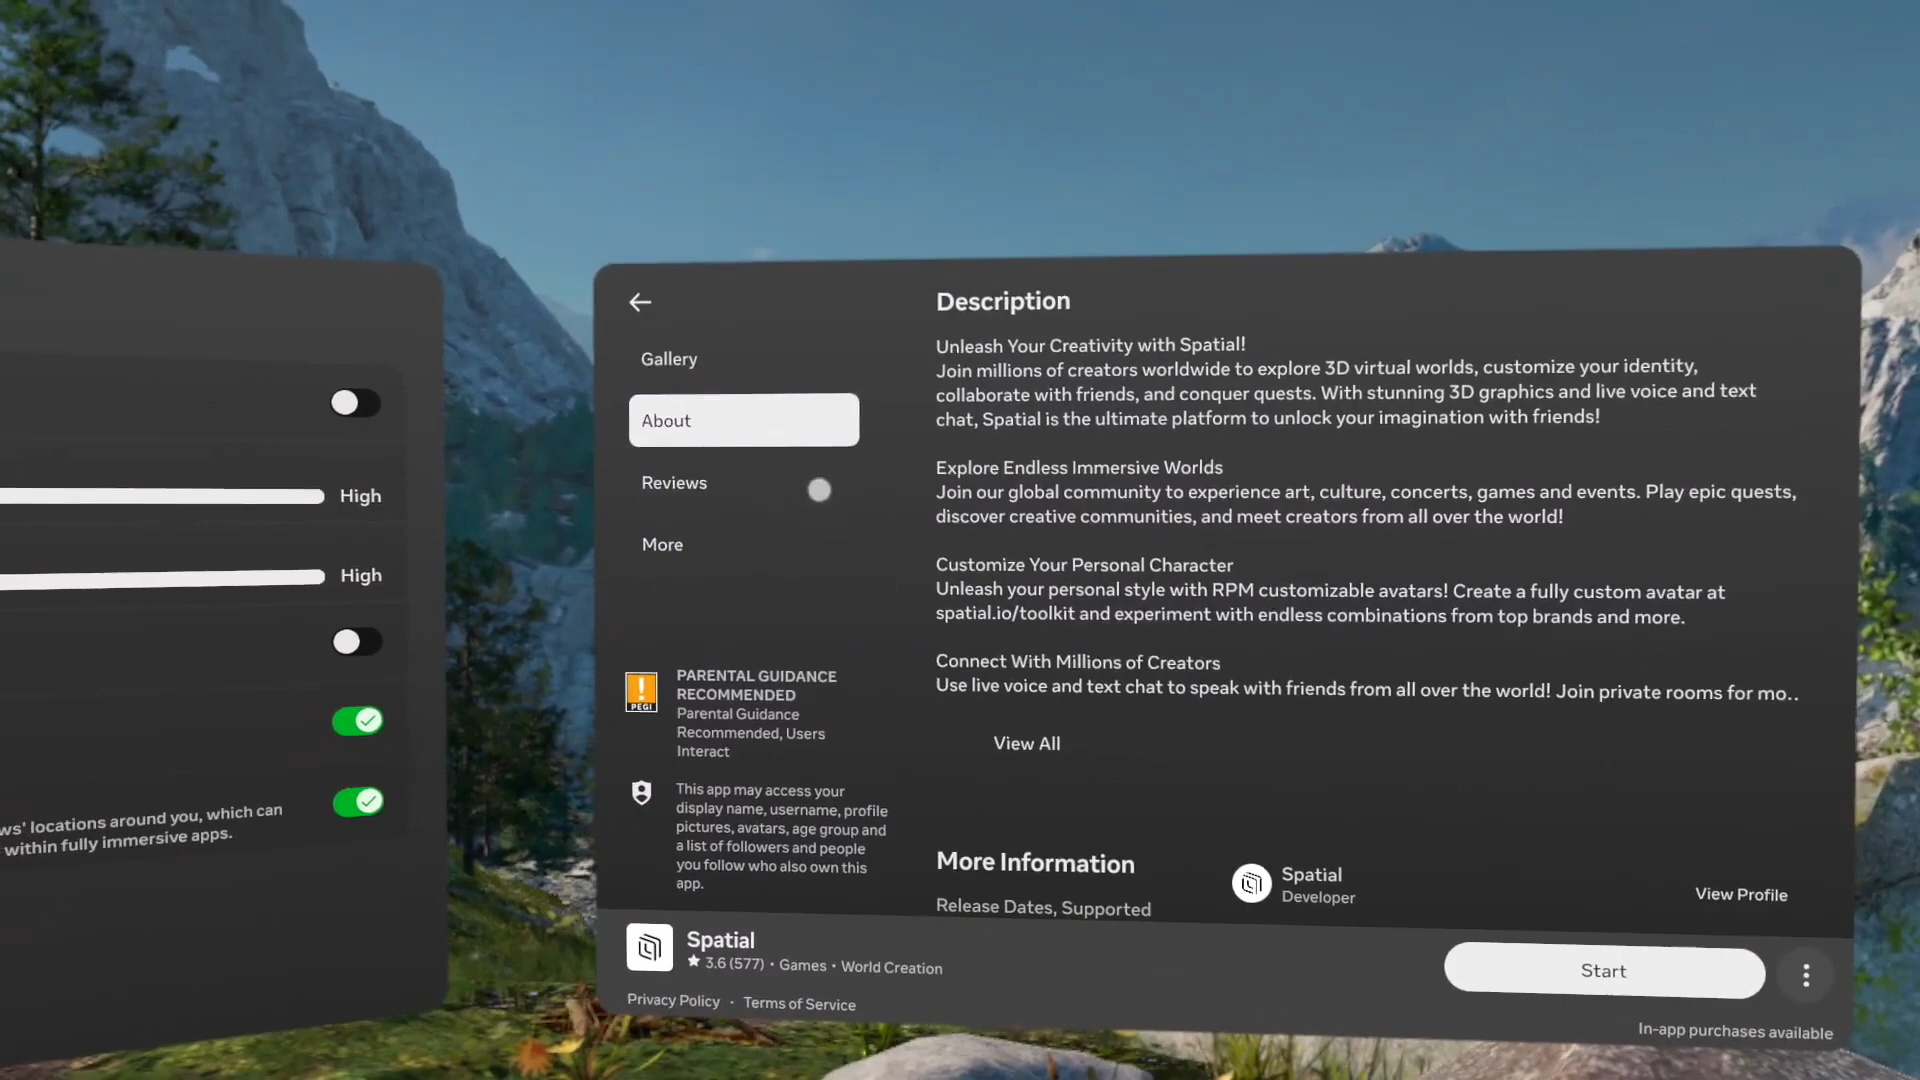 High
High
ws' locations around you, which can
within fully immersive apps.
Gallery
About
Reviews
More
PEGI
PARENTAL GUIDANCE
RECOMMENDED
Parental Guidance
Recommended, Users
Interact
This app may access your
display name, username, profile
pictures, avatars, age group and
a list of followers and people
you follow who also own this
app.
Description
Unleash Your Creativity with Spatial!
Join millions of creators worldwide to explore 3D virtual worlds, customize your identity,
collaborate with friends, and conquer quests. With stunning 3D graphics and live voice and text
chat, Spatial is the ultimate platform to unlock your imagination with friends!
Explore Endless Immersive Worlds
Join our global community to experience art, culture, concerts, games and events. Play epic quests,
discover creative communities, and meet creators from all over the world!
Customize Your Personal Character
Unleash your personal style with RPM customizable avatars! Create a fully custom avatar at
spatial.io/toolkit and experiment with endless combinations from top brands and more.
Connect With Millions of Creators
Use live voice and text chat to speak with friends from all over the world! Join private rooms for mo..
View All
More Information
Release Dates, Supported
Spatial
Developer
View Profile
Spatial
★ 3.6 (577) • Games • World Creation
Privacy Policy · Terms of Service
Start
In-app purchases available